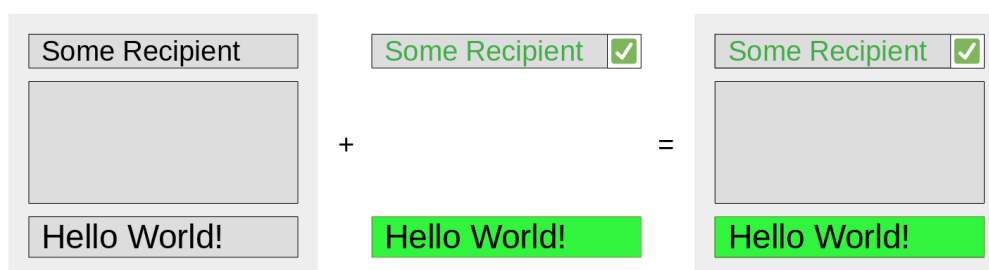 Some Recipient
Hello World!
+
Some Recipient ✅
Hello World!
=
Some Recipient ✅
Hello World!